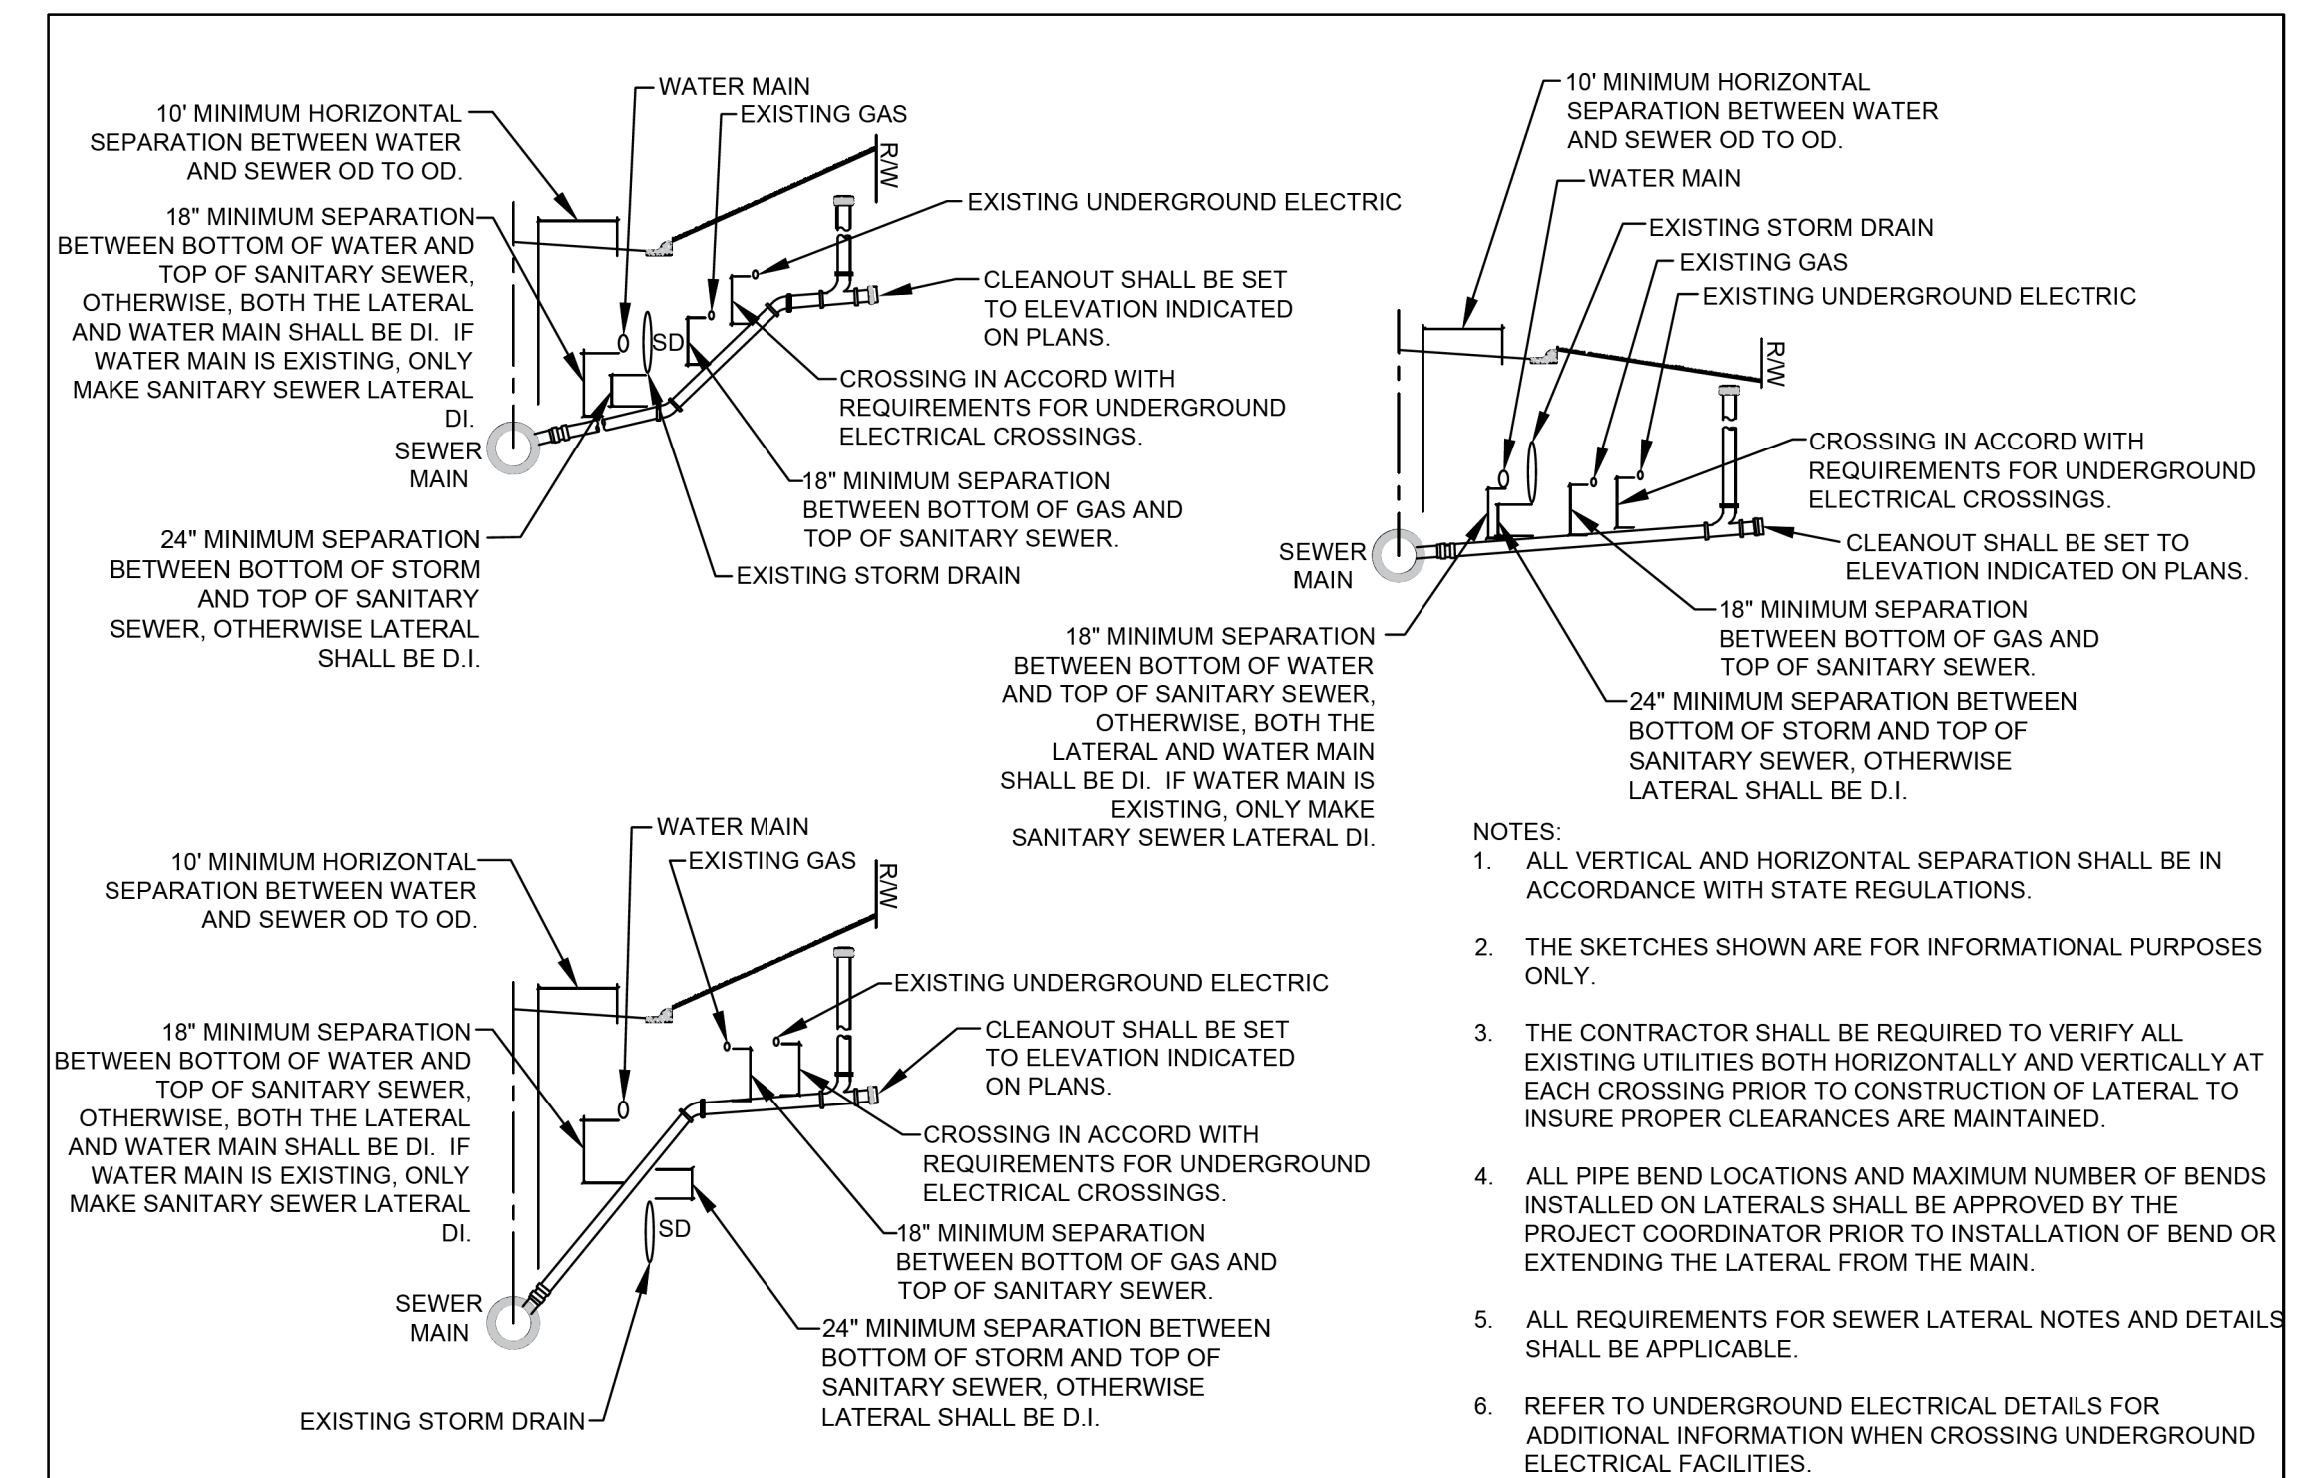 WATER MAIN
EXISTING GAS
10' MINIMUM HORIZONTAL
SEPARATION BETWEEN WATER
AND SEWER OD TO OD.
R/W
18" MINIMUM SEPARATION
BETWEEN BOTTOM OF WATER AND
TOP OF SANITARY SEWER,
OTHERWISE, BOTH THE LATERAL
AND WATER MAIN SHALL BE DI. IF
WATER MAIN IS EXISTING, ONLY
MAKE SANITARY SEWER LATERAL
DI.
EXISTING UNDERGROUND ELECTRIC
CLEANOUT SHALL BE SET
TO ELEVATION INDICATED
ON PLANS.
SD
CROSSING IN ACCORD WITH
REQUIREMENTS FOR UNDERGROUND
ELECTRICAL CROSSINGS.
SEWER
MAIN
18" MINIMUM SEPARATION
BETWEEN BOTTOM OF GAS AND
TOP OF SANITARY SEWER.
24" MINIMUM SEPARATION
BETWEEN BOTTOM OF STORM
AND TOP OF SANITARY
SEWER, OTHERWISE LATERAL
SHALL BE D.I.
EXISTING STORM DRAIN
10' MINIMUM HORIZONTAL
SEPARATION BETWEEN WATER
AND SEWER OD TO OD.
WATER MAIN
EXISTING STORM DRAIN
EXISTING GAS
EXISTING UNDERGROUND ELECTRIC
R/W
CROSSING IN ACCORD WITH
REQUIREMENTS FOR UNDERGROUND
ELECTRICAL CROSSINGS.
SEWER
MAIN
CLEANOUT SHALL BE SET TO
ELEVATION INDICATED ON PLANS.
18" MINIMUM SEPARATION
BETWEEN BOTTOM OF GAS AND
TOP OF SANITARY SEWER.
18" MINIMUM SEPARATION
BETWEEN BOTTOM OF WATER
AND TOP OF SANITARY SEWER,
OTHERWISE, BOTH THE
LATERAL AND WATER MAIN
SHALL BE DI. IF WATER MAIN IS
EXISTING, ONLY MAKE
SANITARY SEWER LATERAL DI.
24" MINIMUM SEPARATION BETWEEN
BOTTOM OF STORM AND TOP OF
SANITARY SEWER, OTHERWISE
LATERAL SHALL BE D.I.
WATER MAIN
EXISTING GAS
10' MINIMUM HORIZONTAL
SEPARATION BETWEEN WATER
AND SEWER OD TO OD.
R/W
EXISTING UNDERGROUND ELECTRIC
18" MINIMUM SEPARATION
BETWEEN BOTTOM OF WATER AND
TOP OF SANITARY SEWER,
OTHERWISE, BOTH THE LATERAL
AND WATER MAIN SHALL BE DI. IF
WATER MAIN IS EXISTING, ONLY
MAKE SANITARY SEWER LATERAL
DI.
CLEANOUT SHALL BE SET
TO ELEVATION INDICATED
ON PLANS.
CROSSING IN ACCORD WITH
REQUIREMENTS FOR UNDERGROUND
ELECTRICAL CROSSINGS.
SD
18" MINIMUM SEPARATION
BETWEEN BOTTOM OF GAS AND
TOP OF SANITARY SEWER.
SEWER
MAIN
24" MINIMUM SEPARATION BETWEEN
BOTTOM OF STORM AND TOP OF
SANITARY SEWER, OTHERWISE
LATERAL SHALL BE D.I.
EXISTING STORM DRAIN
NOTES:
1. ALL VERTICAL AND HORIZONTAL SEPARATION SHALL BE IN
ACCORDANCE WITH STATE REGULATIONS.
2. THE SKETCHES SHOWN ARE FOR INFORMATIONAL PURPOSES
ONLY.
3. THE CONTRACTOR SHALL BE REQUIRED TO VERIFY ALL
EXISTING UTILITIES BOTH HORIZONTALLY AND VERTICALLY AT
EACH CROSSING PRIOR TO CONSTRUCTION OF LATERAL TO
INSURE PROPER CLEARANCES ARE MAINTAINED.
4. ALL PIPE BEND LOCATIONS AND MAXIMUM NUMBER OF BENDS
INSTALLED ON LATERALS SHALL BE APPROVED BY THE
PROJECT COORDINATOR PRIOR TO INSTALLATION OF BEND OR
EXTENDING THE LATERAL FROM THE MAIN.
5. ALL REQUIREMENTS FOR SEWER LATERAL NOTES AND DETAILS
SHALL BE APPLICABLE.
6. REFER TO UNDERGROUND ELECTRICAL DETAILS FOR
ADDITIONAL INFORMATION WHEN CROSSING UNDERGROUND
ELECTRICAL FACILITIES.